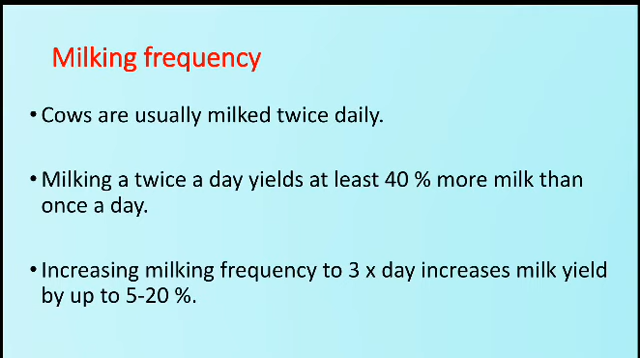 Milking frequency
• Cows are usually milked twice daily.
• Milking a twice a day yields at least 40 % more milk than
once a day.
• Increasing milking frequency to 3 x day increases milk yield
by up to 5-20 %.